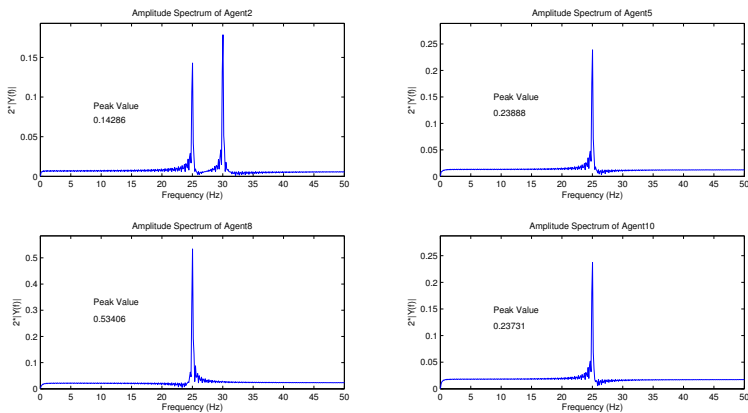 Amplitude Spectrum of Agent2
2*|Y(f)|
0.15
0.1
0.05
0
Peak Value
0.14286
0 5 10 15 20 25 30 35 40 45 50
Frequency (Hz)
Amplitude Spectrum of Agent5
2*|Y(f)|
0.25
0.2
0.15
0.1
0.05
0
Peak Value
0.23888
0 5 10 15 20 25 30 35 40 45 50
Frequency (Hz)
Amplitude Spectrum of Agent8
2*|Y(f)|
0.5
0.4
0.3
0.2
0.1
0
Peak Value
0.53406
0 5 10 15 20 25 30 35 40 45 50
Frequency (Hz)
Amplitude Spectrum of Agent10
2*|Y(f)|
0.25
0.2
0.15
0.1
0.05
0
Peak Value
0.23731
0 5 10 15 20 25 30 35 40 45 50
Frequency (Hz)